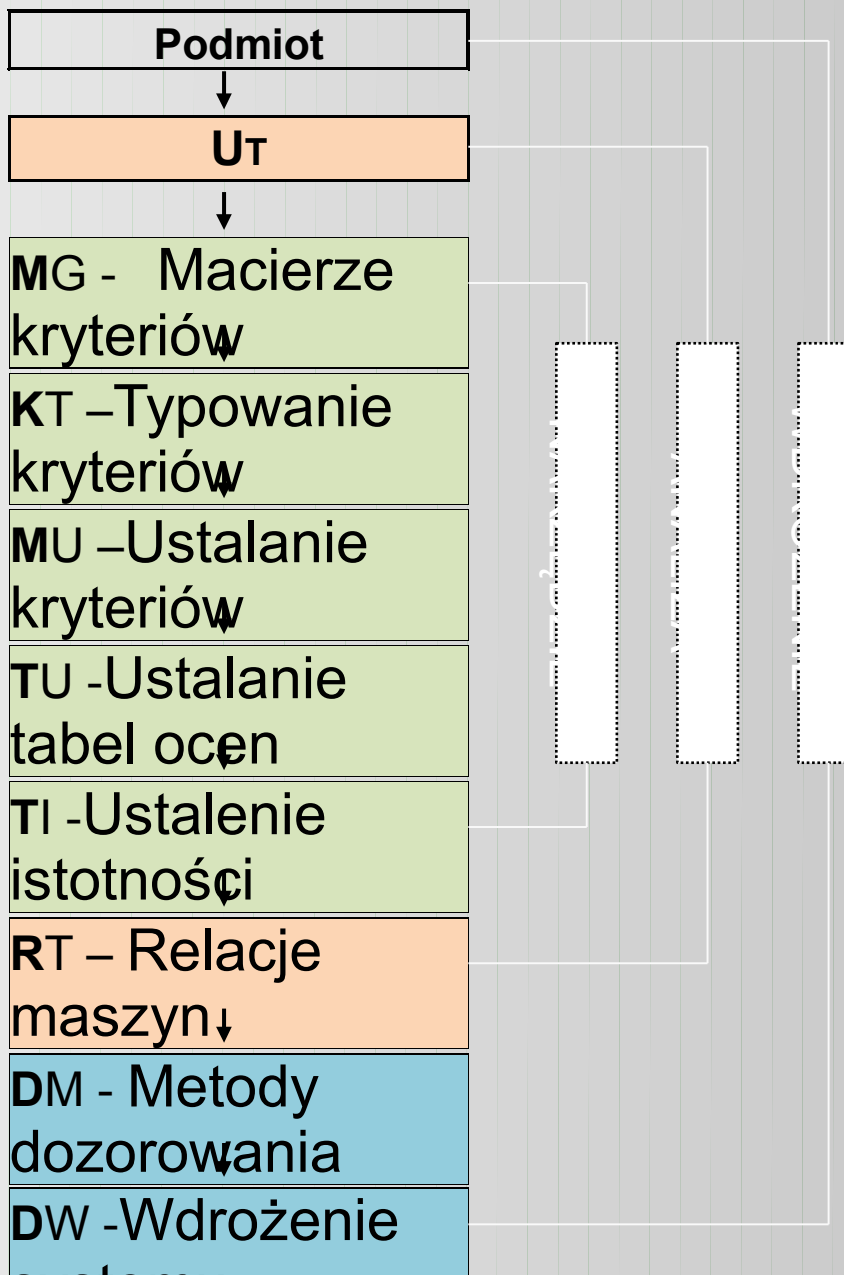 Podmiot
UT
MG - Macierze
kryteriów
KT –Typowanie
kryteriów
MU –Ustalanie
kryteriów
TU -Ustalanie
tabel ocen
TI -Ustalenie
istotności
RT – Relacje
maszyn
DM - Metody
dozorowania
DW -Wdrożenie